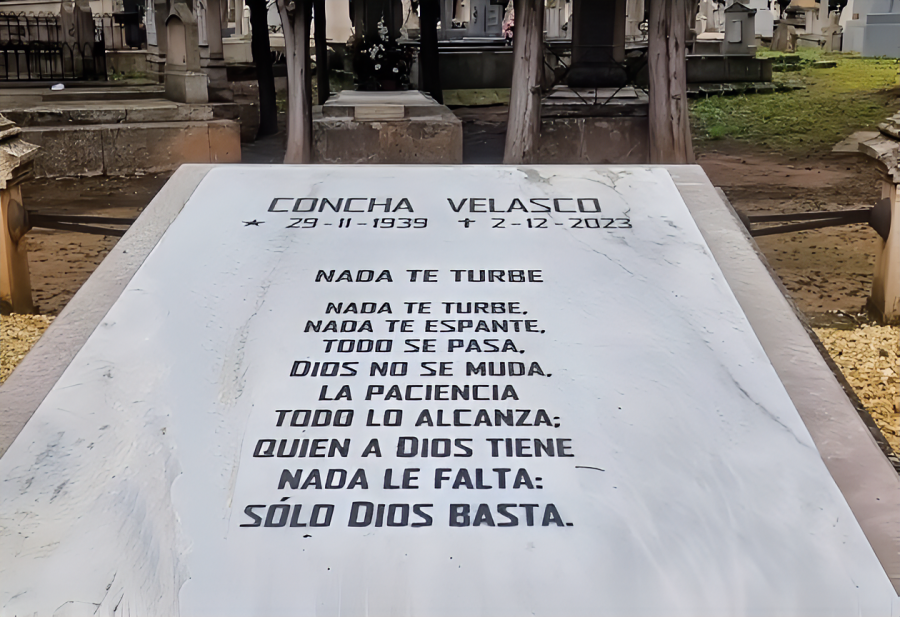 CONCHA VELASCO
★ 29-11-1939 ✝ 2-12-2023
NADA TE TURBE
NADA TE TURBE,
NADA TE ESPANTE,
TODO SE PASA,
DIOS NO SE MUDA,
LA PACIENCIA
TODO LO ALCANZA;
QUIEN A DIOS TIENE
NADA LE FALTA:
SÓLO DIOS BASTA.